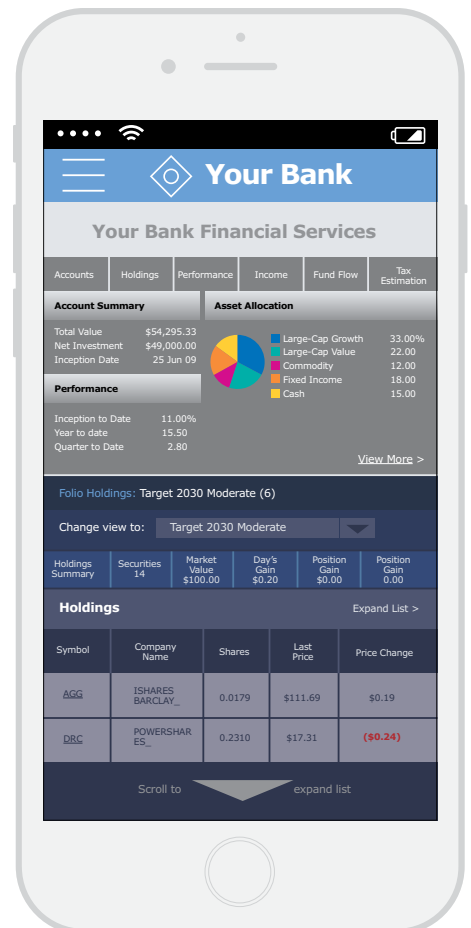 Your Bank
Your Bank Financial Services
Accounts
Holdings
Performance
Income
Fund Flow
Tax
Estimation
Account Summary
Total Value $54,295.33
Net Investment $49,000.00
Inception Date 25 Jun 09
Performance
Inception to Date 11.00%
Year to date 15.50
Quarter to Date 2.80
Asset Allocation
Large-Cap Growth 33.00%
Large-Cap Value 22.00
Commodity 12.00
Fixed Income 18.00
Cash 15.00
View More >
Folio Holdings: Target 2030 Moderate (6)
Change view to: Target 2030 Moderate
Holdings
Summary
Securities
14
Market
Value
$100.00
Day's
Gain
$0.20
Position
Gain
$0.00
Position
Gain
0.00
Holdings Expand List >
Symbol
Company
Name
Shares
Last
Price
Price Change
AGG
ISHARES
BARCLAY_
0.0179
$111.69
$0.19
DRC
POWERSHAR
ES_
0.2310
$17.31
($0.24)
Scroll to expand list